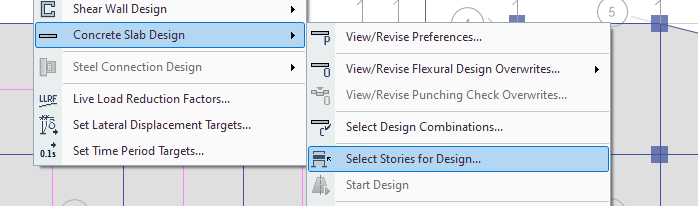 Shear Wall Design
Concrete Slab Design
Steel Connection Design
LLRF
Live Load Reduction Factors...
Set Lateral Displacement Targets...
0.1s
Set Time Period Targets...
P
View/Revise Preferences...
O
View/Revise Flexural Design Overwrites...
O
View/Revise Punching Check Overwrites...
C
Select Design Combinations...
Select Stories for Design...
Start Design
4
5